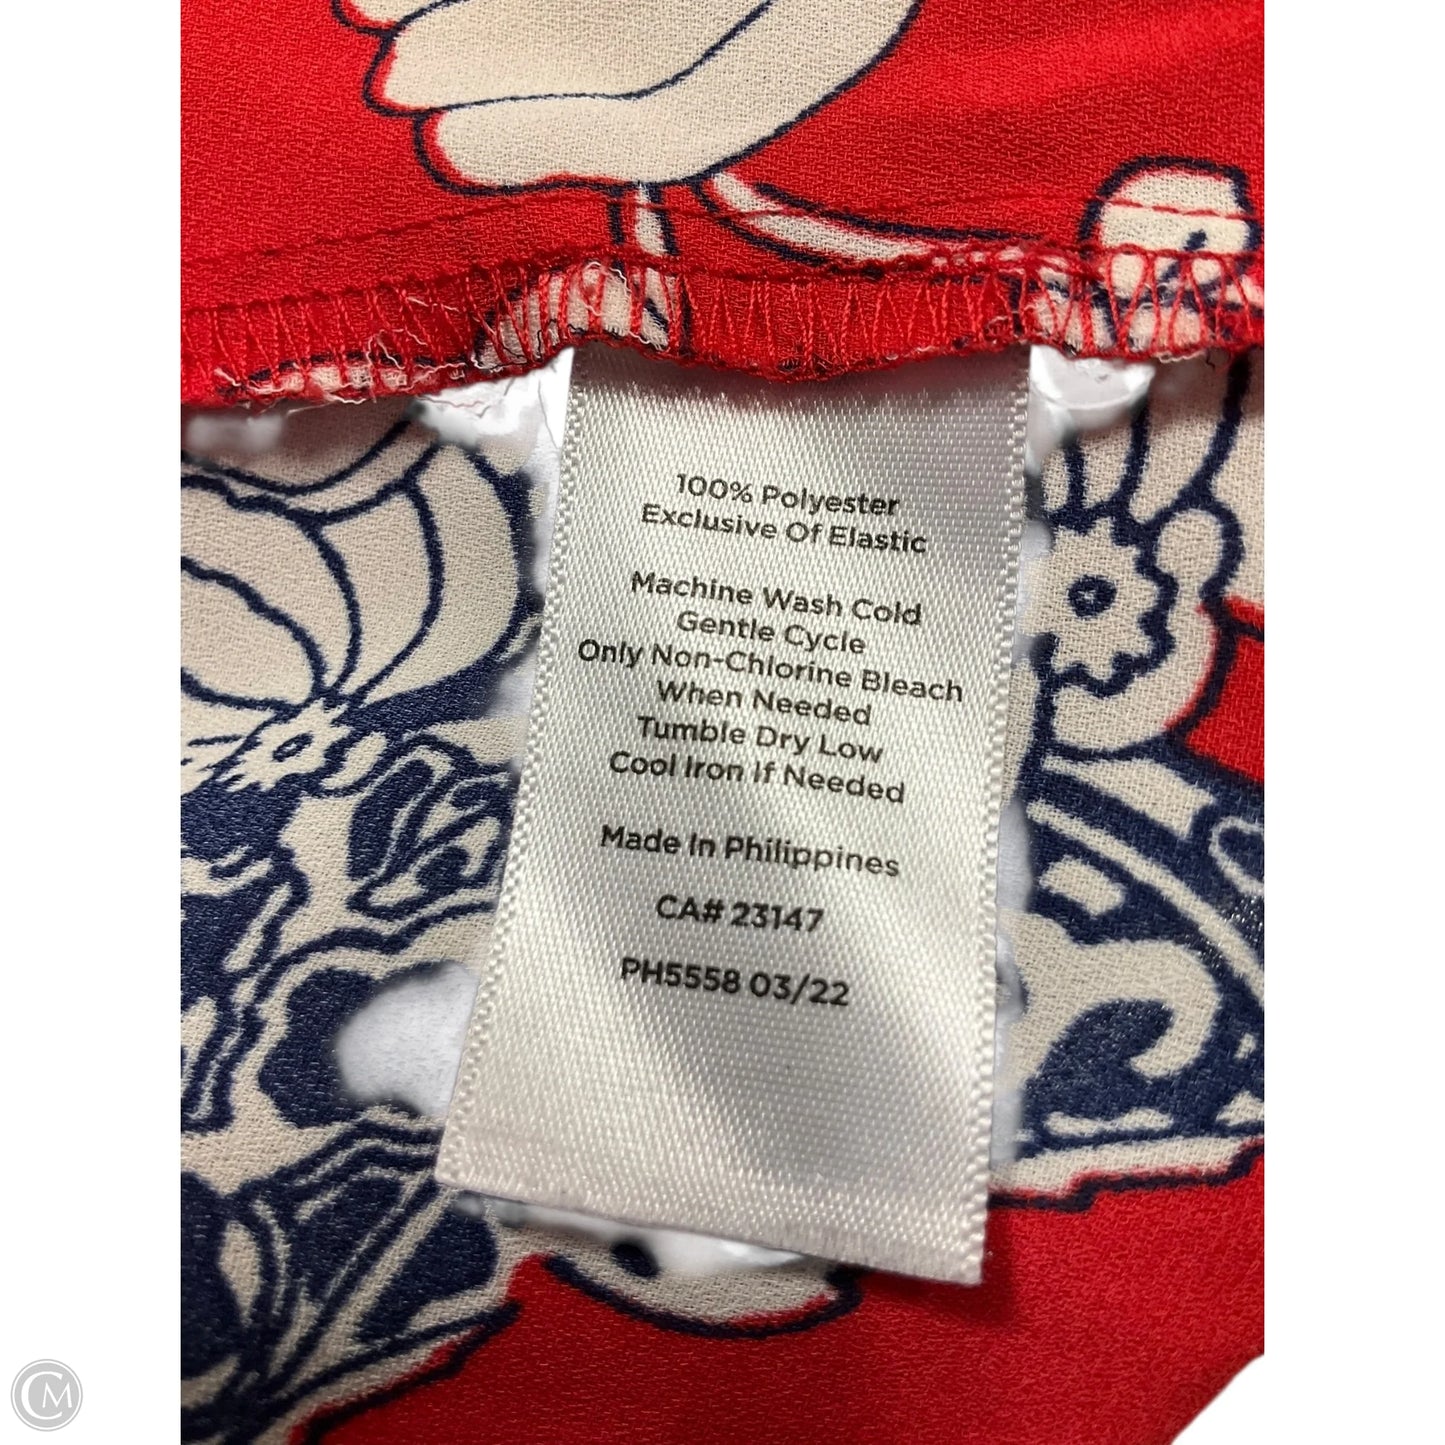 100% Polyester
Exclusive Of Elastic
Machine Wash Cold
Gentle Cycle
Only Non-Chlorine Bleach
When Needed
Tumble Dry Low
Cool Iron If Needed
Made In Philippines
CA# 23147
PH5558 03/22
CM